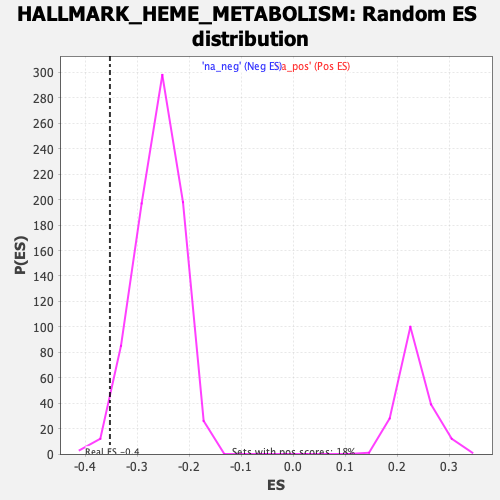 HALLMARK_HEME_METABOLISM: Random ES
distribution
'na_neg' (Neg ES)a_pos' (Pos ES)
300
280
260
240
220
200
180
160
140
120
100
80
60
40
20
0
P(ES)
Real ES -0.4
Sets with pos scores: 18%
-0.4 -0.3 -0.2 -0.1 0.0 0.1 0.2 0.3
ES